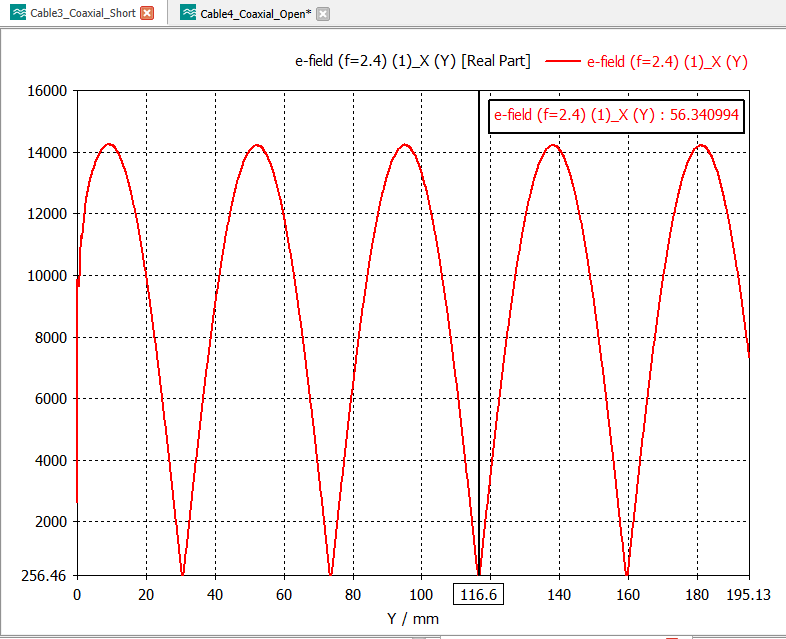 Cable3_Coaxial_Short Cable4_Coaxial_Open*
e-field (f=2.4) (1)_X (Y) [Real Part] e-field (f=2.4) (1)_X (Y)
16000
e-field (f=2.4) (1)_X (Y) : 56.340994
14000
12000
10000
8000
6000
4000
2000
256.46
0 20 40 60 80 100 116.6 140 160 195.13
Y / mm